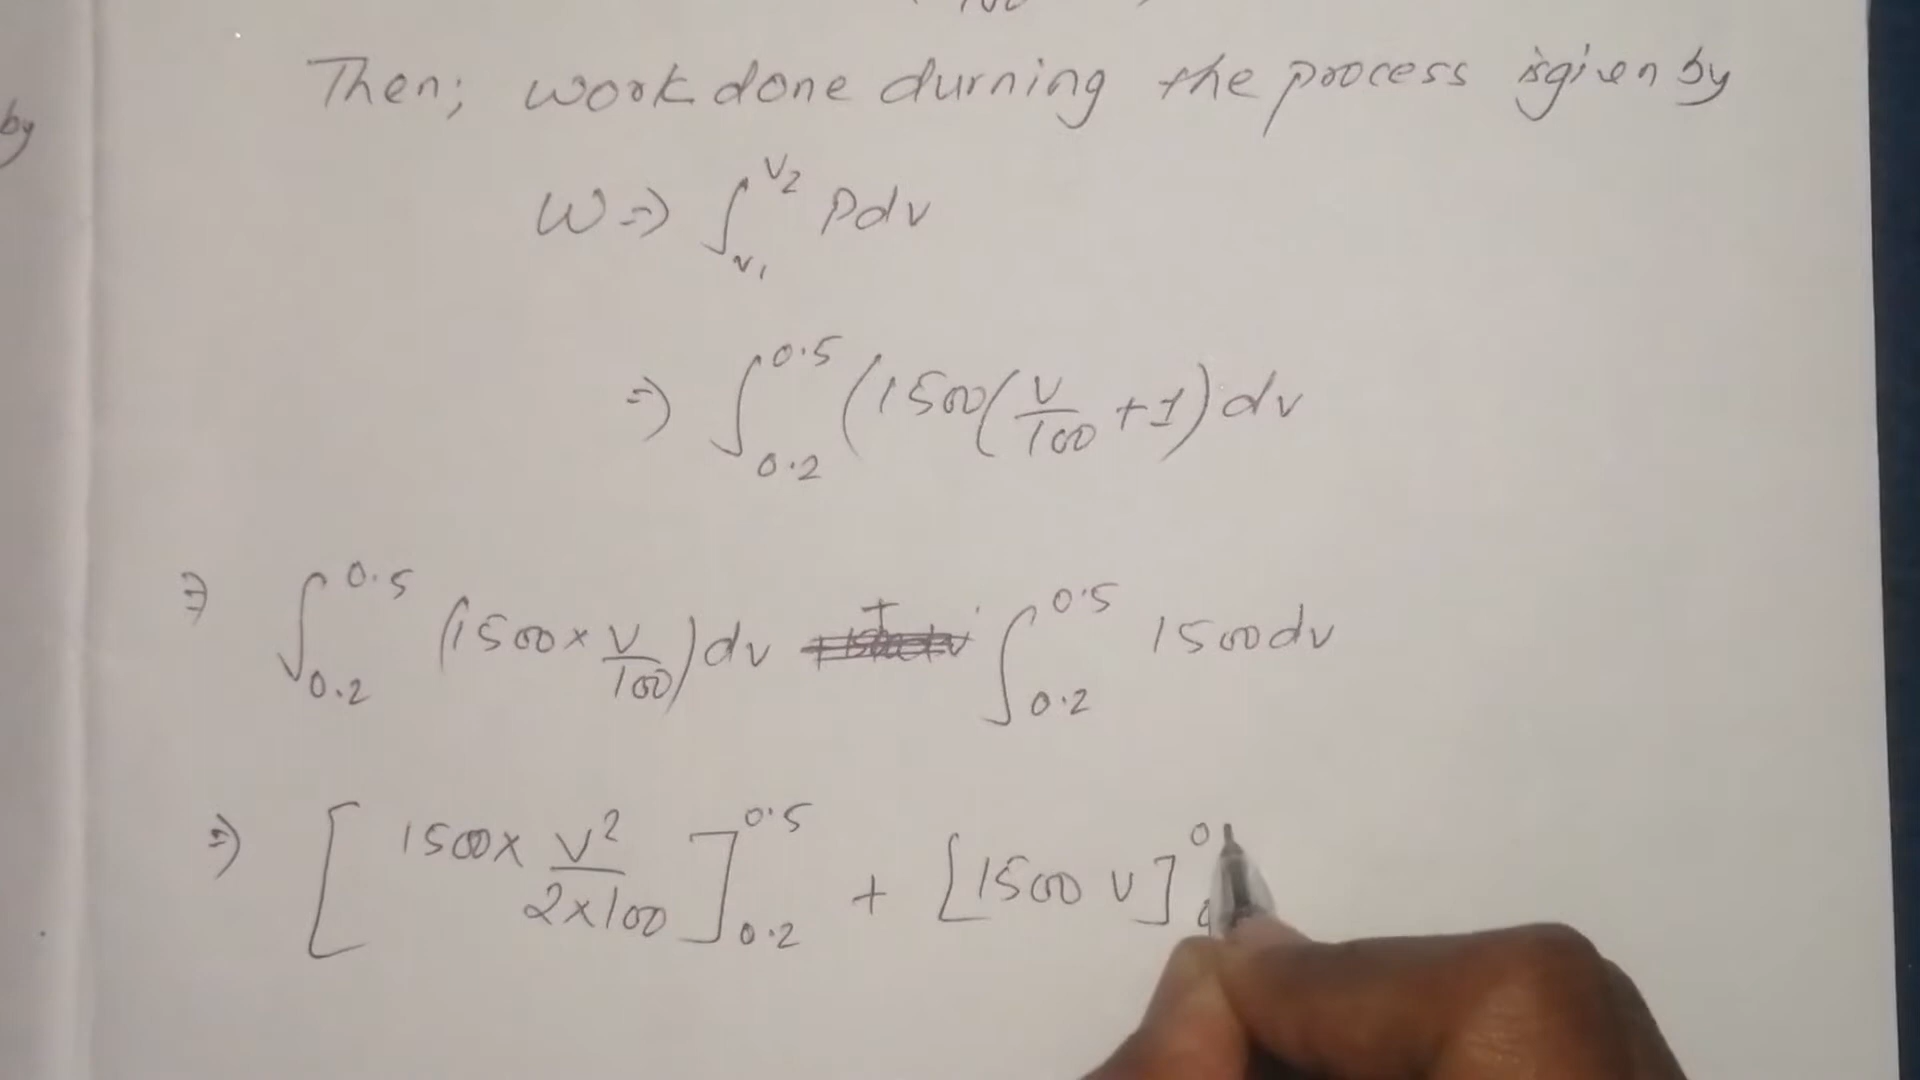 by
Then; work done durning the process is given by
W ⇒ ∫_{V1}^{V2} Pdv
⇒ ∫_{0.2}^{0.5} (1500(v/100 + 1) dv
⇒ ∫_{0.2}^{0.5} (1500 × v/100) dv + ∫_{0.2}^{0.5} 1500 dv
⇒ [1500 × v²/2×100]_{0.2}^{0.5} + [1500 v]^{0